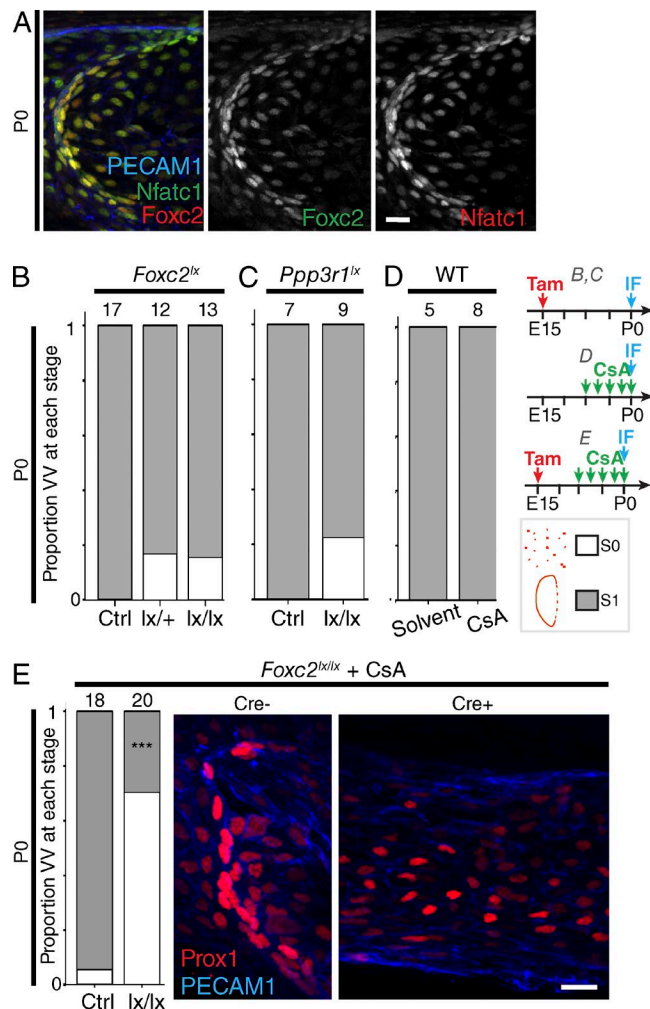 A
P0
PECAM1
Nfatc1
Foxc2
Foxc2
Nfatc1
B
Foxc2lx
C
Ppp3r1lx
D
WT
17 12 13
7 9
5 8
P0
Proportion VV at each stage
1
0
Ctrl lx/+ lx/lx
Ctrl lx/lx
Solvent CsA
Tam B,C IF
E15 P0
IF
D CsA
E15 P0
E IF
Tam CsA
E15 P0
S0
S1
E
Foxc2lx/lx + CsA
18 20
Cre- Cre+
P0
Proportion VV at each stage
1
***
0
Ctrl lx/lx
Prox1
PECAM1